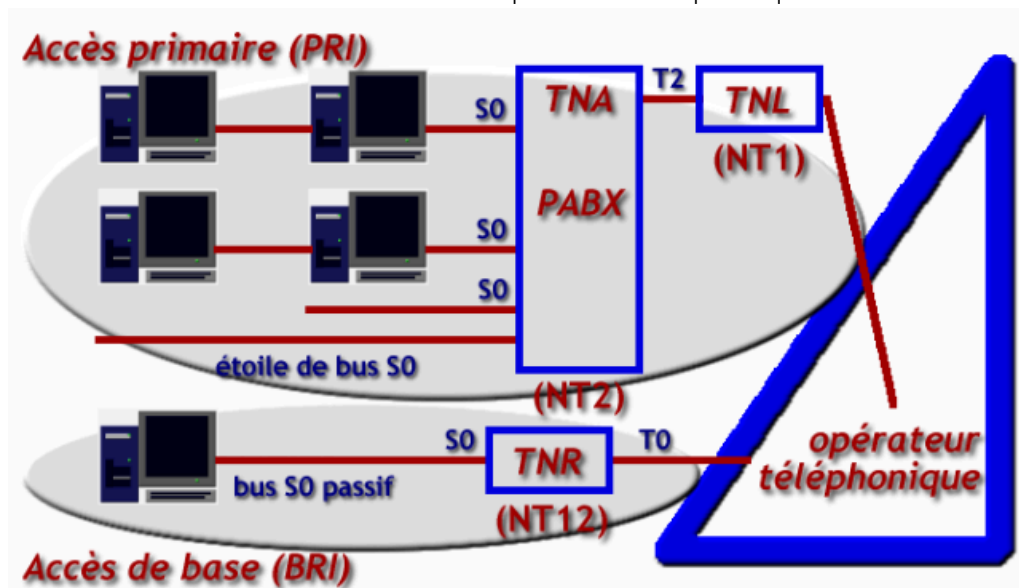 Accès primaire (PRI)
S0
TNA
T2
TNL
(NT1)
PABX
S0
S0
étoile de bus S0
(NT2)
S0
TNR
T0
bus S0 passif
(NT12)
opérateur
téléphonique
Accès de base (BRI)